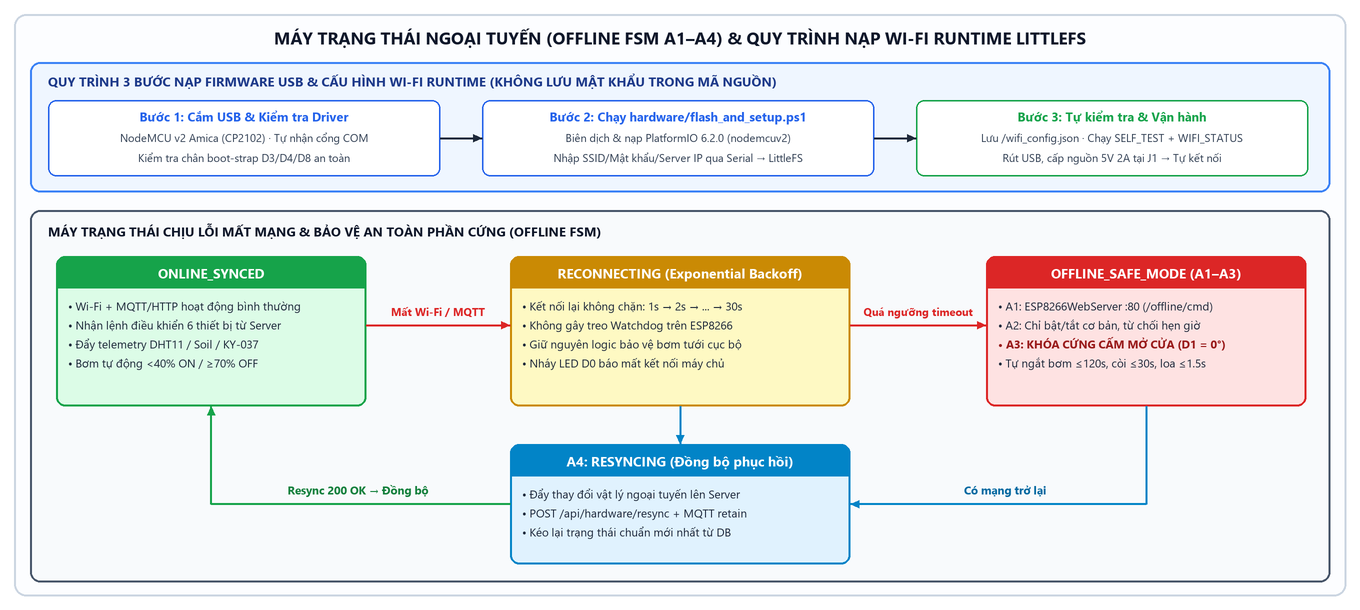 MÁY TRẠNG THÁI NGOẠI TUYẾN (OFFLINE FSM A1–A4) & QUY TRÌNH NẠP WI-FI RUNTIME LITTLEFS
QUY TRÌNH 3 BƯỚC NẠP FIRMWARE USB & CẤU HÌNH WI-FI RUNTIME (KHÔNG LƯU MẬT KHẨU TRONG MÃ NGUỒN)
Bước 1: Cắm USB & Kiểm tra Driver
NodeMCU v2 Amica (CP2102) · Tự nhận cổng COM
Kiểm tra chân boot-strap D3/D4/D8 an toàn
Bước 2: Chạy hardware/flash_and_setup.ps1
Biên dịch & nạp PlatformIO 6.2.0 (nodemcuv2)
Nhập SSID/Mật khẩu/Server IP qua Serial → LittleFS
Bước 3: Tự kiểm tra & Vận hành
Lưu /wifi_config.json · Chạy SELF_TEST + WIFI_STATUS
Rút USB, cấp nguồn 5V 2A tại J1 → Tự kết nối
MÁY TRẠNG THÁI CHỊU LỖI MẤT MẠNG & BẢO VỆ AN TOÀN PHẦN CỨNG (OFFLINE FSM)
ONLINE_SYNCED
• Wi-Fi + MQTT/HTTP hoạt động bình thường
• Nhận lệnh điều khiển 6 thiết bị từ Server
• Đẩy telemetry DHT11 / Soil / KY-037
• Bơm tự động <40% ON / ≥70% OFF
Mất Wi-Fi / MQTT
RECONNECTING (Exponential Backoff)
• Kết nối lại không chặn: 1s → 2s → ... → 30s
• Không gây treo Watchdog trên ESP8266
• Giữ nguyên logic bảo vệ bơm tưới cục bộ
• Nháy LED D0 báo mất kết nối máy chủ
Quá ngưỡng timeout
OFFLINE_SAFE_MODE (A1–A3)
• A1: ESP8266WebServer :80 (/offline/cmd)
• A2: Chỉ bật/tắt cơ bản, từ chối hẹn giờ
• A3: KHÓA CỨNG CẤM MỞ CỬA (D1 = 0°)
• Tự ngắt bơm ≤120s, còi ≤30s, loa ≤1.5s
Resync 200 OK → Đồng bộ
A4: RESYNCING (Đồng bộ phục hồi)
• Đẩy thay đổi vật lý ngoại tuyến lên Server
• POST /api/hardware/resync + MQTT retain
• Kéo lại trạng thái chuẩn mới nhất từ DB
Có mạng trở lại